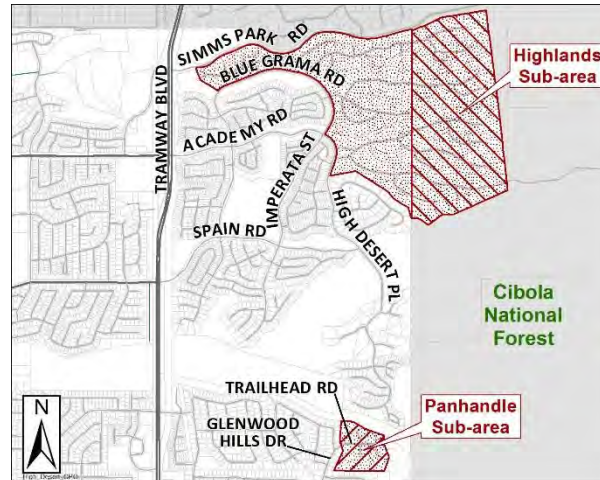 SIMMS PARK RD
BLUE GRAMA RD
Highlands
Sub-area
TRAMWAY BLVD
ACADEMY RD
IMPERATA ST
HIGH DESERT PL
SPAIN RD
Cibola
National
Forest
TRAILHEAD RD
GLENWOOD
HILLS DR
Panhandle
Sub-area
N